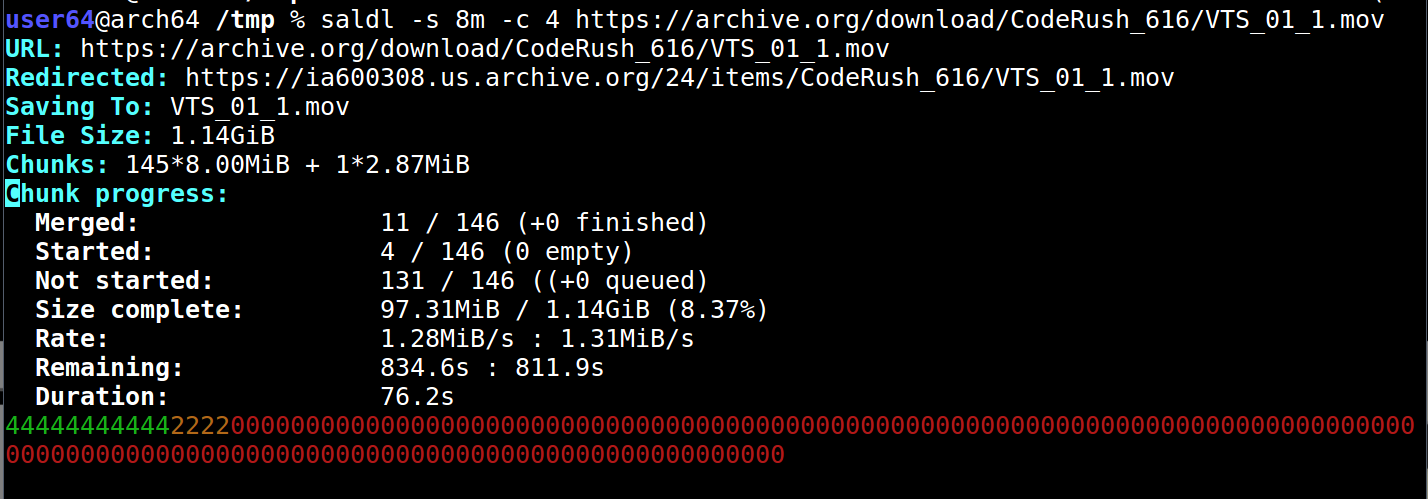 user64@arch64 /tmp % saldl -s 8m -c 4 https://archive.org/download/CodeRush_616/VTS_01_1.mov
URL: https://archive.org/download/CodeRush_616/VTS_01_1.mov
Redirected: https://ia600308.us.archive.org/24/items/CodeRush_616/VTS_01_1.mov
Saving To: VTS_01_1.mov
File Size: 1.14GiB
Chunks: 145*8.00MiB + 1*2.87MiB
Chunk progress:
Merged: 11 / 146 (+0 finished)
Started: 4 / 146 (0 empty)
Not started: 131 / 146 ((+0 queued)
Size complete: 97.31MiB / 1.14GiB (8.37%)
Rate: 1.28MiB/s : 1.31MiB/s
Remaining: 834.6s : 811.9s
Duration: 76.2s
4444444444422220000000000000000000000000000000000000000000000000000000000000000000000000000000
0000000000000000000000000000000000000000000000000000